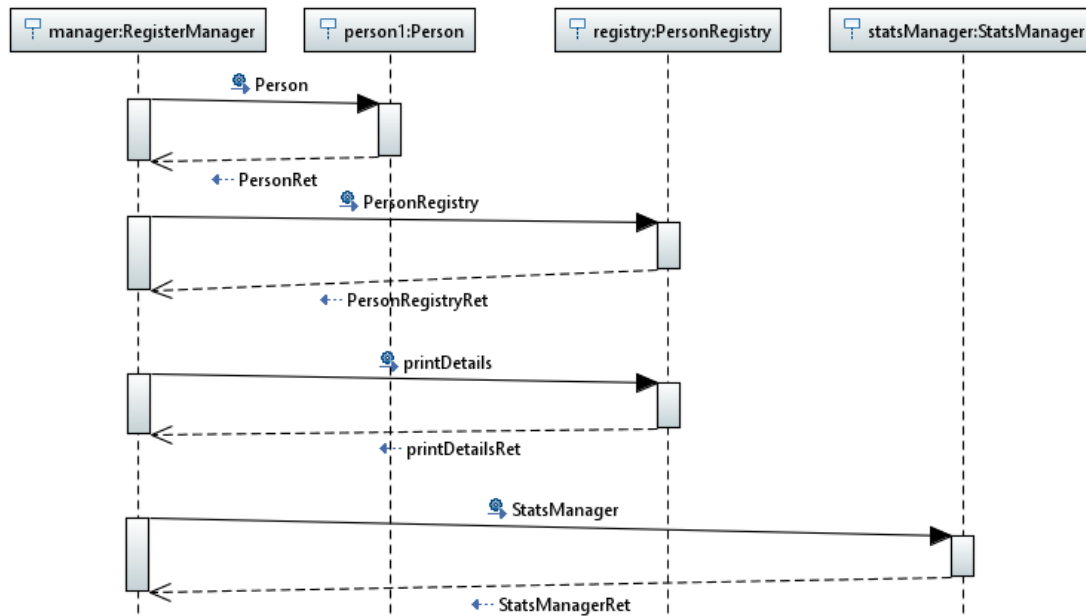 manager:RegisterManager
person1:Person
registry:PersonRegistry
statsManager:StatsManager
Person
PersonRet
PersonRegistry
PersonRegistryRet
printDetails
printDetailsRet
StatsManager
StatsManagerRet